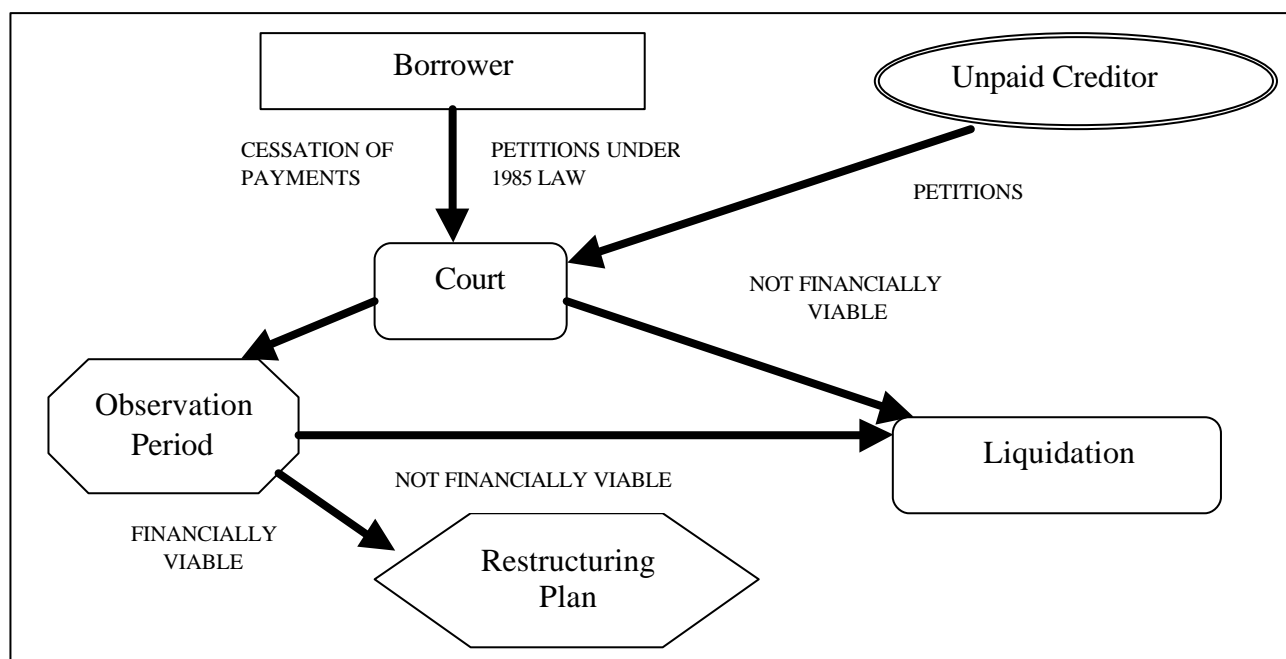 Borrower
Unpaid Creditor
CESSATION OF
PAYMENTS
PETITIONS UNDER
1985 LAW
PETITIONS
Court
NOT FINANCIALLY
VIABLE
Observation
Period
Liquidation
NOT FINANCIALLY VIABLE
FINANCIALLY
VIABLE
Restructuring
Plan